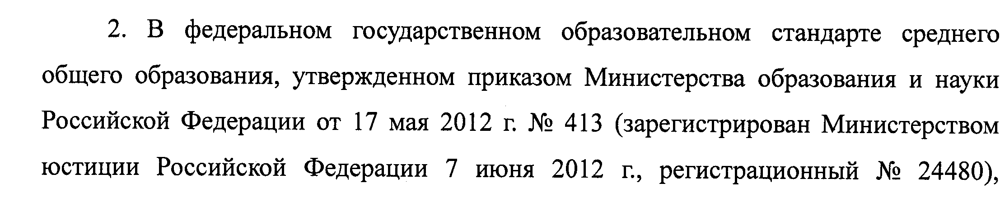 2. В федеральном государственном образовательном стандарте среднего
общего образования, утвержденном приказом Министерства образования и науки
Российской Федерации от 17 мая 2012 г. № 413 (зарегистрирован Министерством
юстиции Российской Федерации 7 июня 2012 г., регистрационный № 24480),